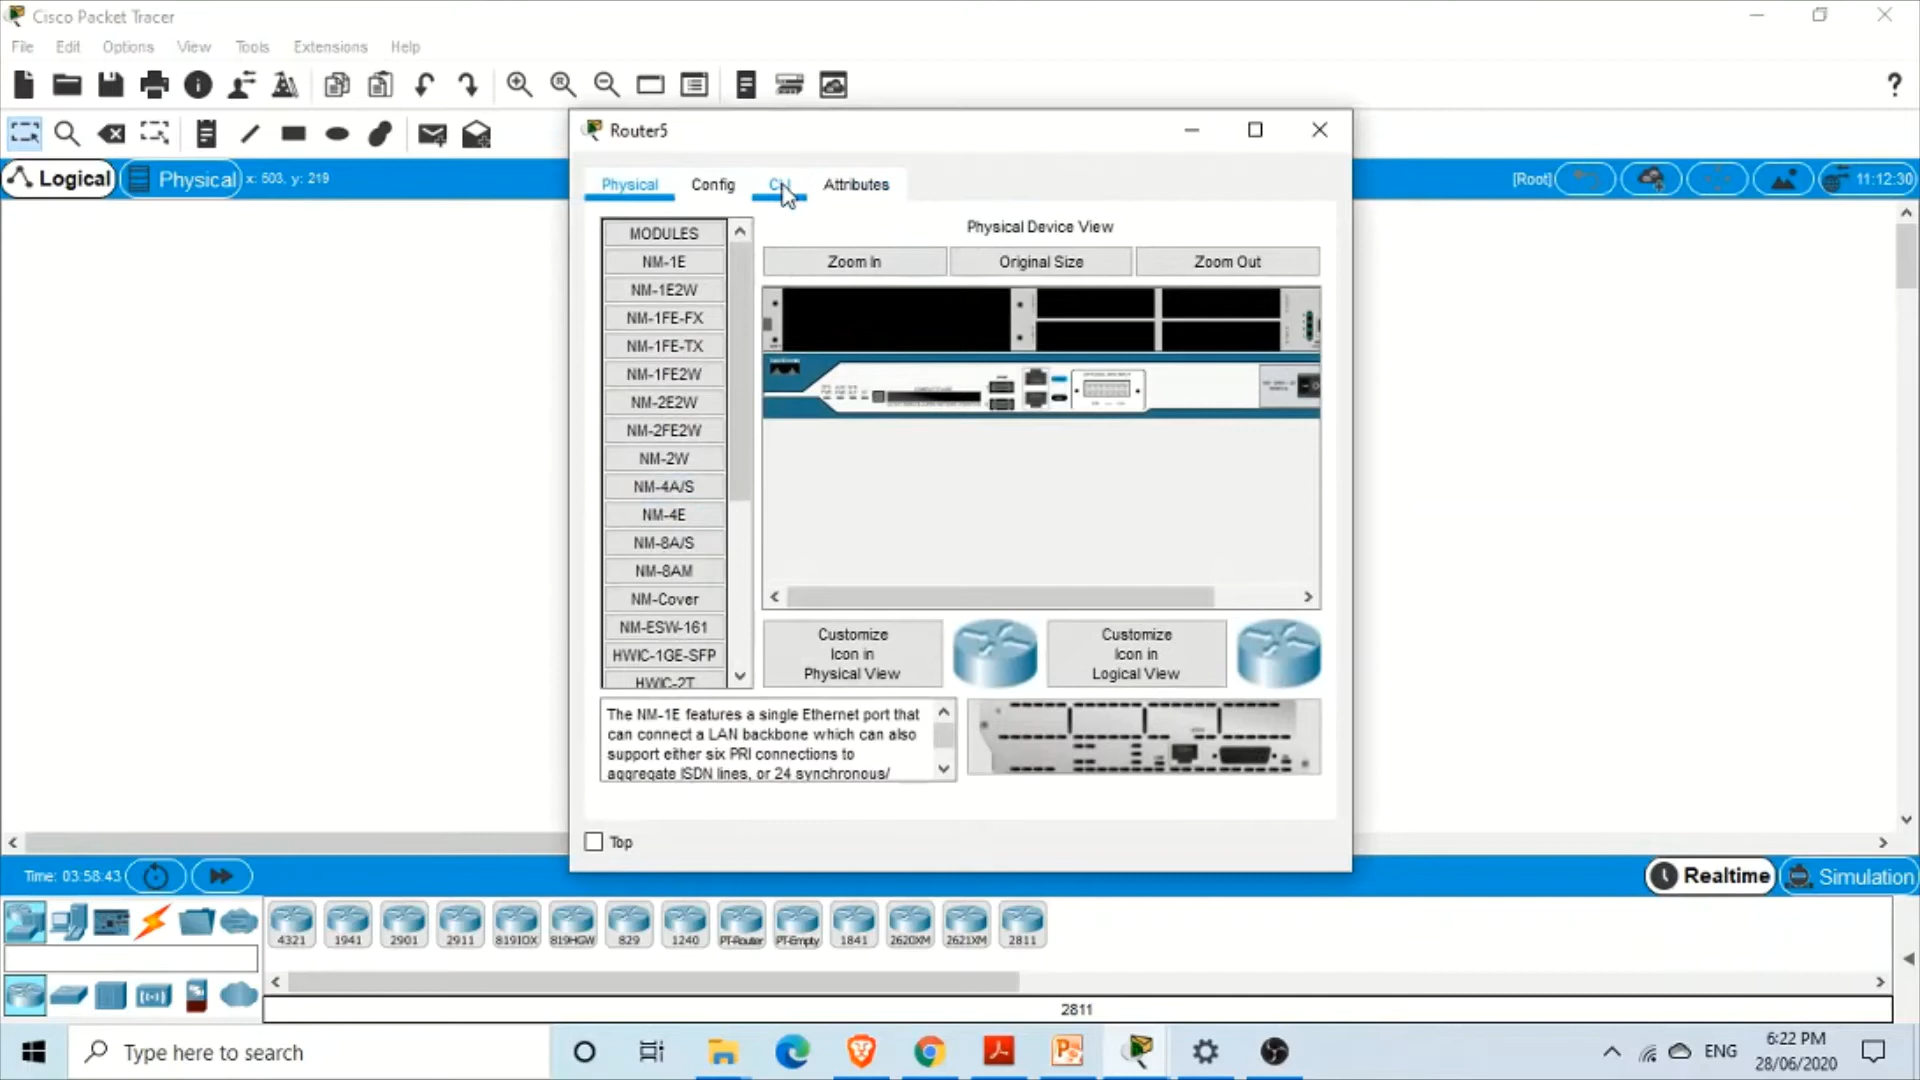 Cisco Packet Tracer
File Edit Options View Tools Extensions Help
?
Router5
Logical Physical x: 503, y: 219 [Root] 11:12:30
Physical Config CLI Attributes
MODULES
NM-1E
NM-1E2W
NM-1FE-FX
NM-1FE-TX
NM-1FE2W
NM-2E2W
NM-2FE2W
NM-2W
NM-4A/S
NM-4E
NM-8A/S
NM-8AM
NM-Cover
NM-ESW-161
HWIC-1GE-SFP
HWIC-2T
Physical Device View
Zoom In Original Size Zoom Out
Customize
Icon in
Physical View
Customize
Icon in
Logical View
The NM-1E features a single Ethernet port that
can connect a LAN backbone which can also
support either six PRI connections to
aggregate ISDN lines, or 24 synchronous/
Top
Time: 03:58:43 Realtime Simulation
4321 1941 2901 2911 819IOX 819HGW 829 1240 PT-Router PT-Empty 1841 2620XM 2621XM 2811
2811
Type here to search
ENG
6:22 PM
28/06/2020